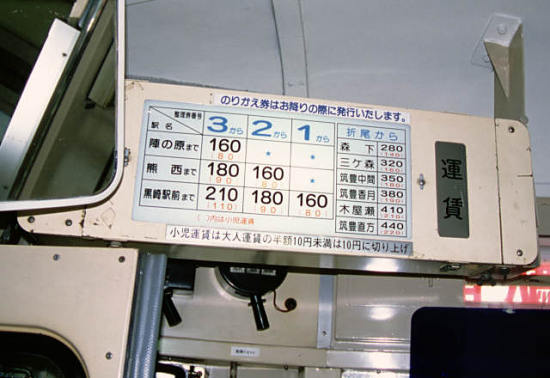 のりかえ券はお降りの際に発行いたします。
整理券番号 3から 2から 1から
駅名
陣の原まで 160 * *
(80)
熊西まで 180 160 *
(90) (80)
黒崎駅前まで 210 180 160
(110) (90) (80)
( )内は小児運賃
折尾から
森下 280
(140)
三ケ森 320
(160)
筑豊中間 350
(180)
筑豊香月 380
(190)
木屋瀬 410
(210)
筑豊直方 440
(220)
小児運賃は大人運賃の半額10円未満は10円に切り上げ
運賃